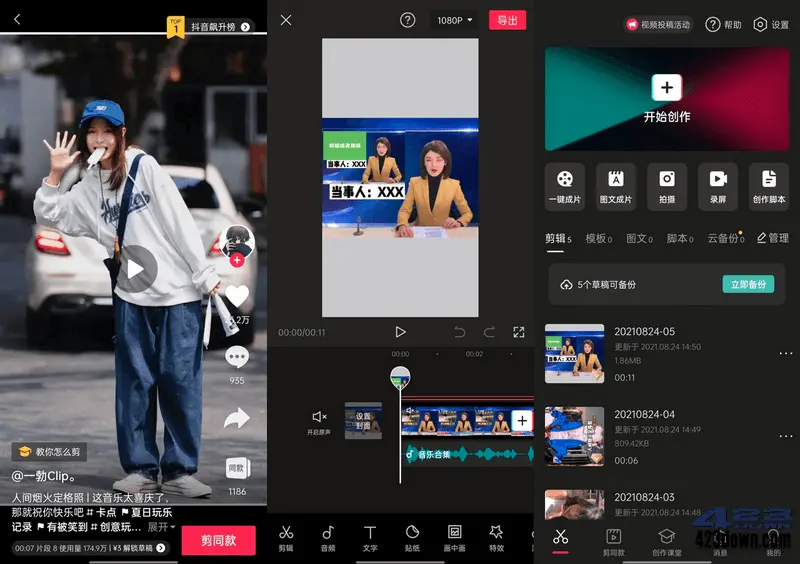 TOP
1
抖音飙升榜
教你怎么剪
@一勃Clip。
人间烟火定格照 | 这音乐太喜庆了,
那就祝你快乐吧 #卡点 夏日玩乐
记录 有被笑到 #创意玩… 展开
935
同款
1186
00:07 片段 8 使用量 174.9万 | ¥3 解锁草稿
剪同款
1080P
导出
当事人：XXX
当事人：XXX
00:00/00:11
00:00
00:02
开启原声
设置
封面
音乐合集
剪辑
音频
文字
贴纸
画中画
特效
视频投稿活动
帮助
设置
开始创作
一键成片
图文成片
拍摄
录屏
创作脚本
剪辑5
模板0
图文0
脚本0
云备份0
管理
5个草稿可备份
立即备份
20210824-05
更新于 2021.08.24 14:50
1.86MB
00:11
20210824-04
更新于 2021.08.24 14:49
809.42KB
00:06
20210824-03
更新于 2021.08.24 14:48
剪同款
创作课堂
消息
我的
423down.com